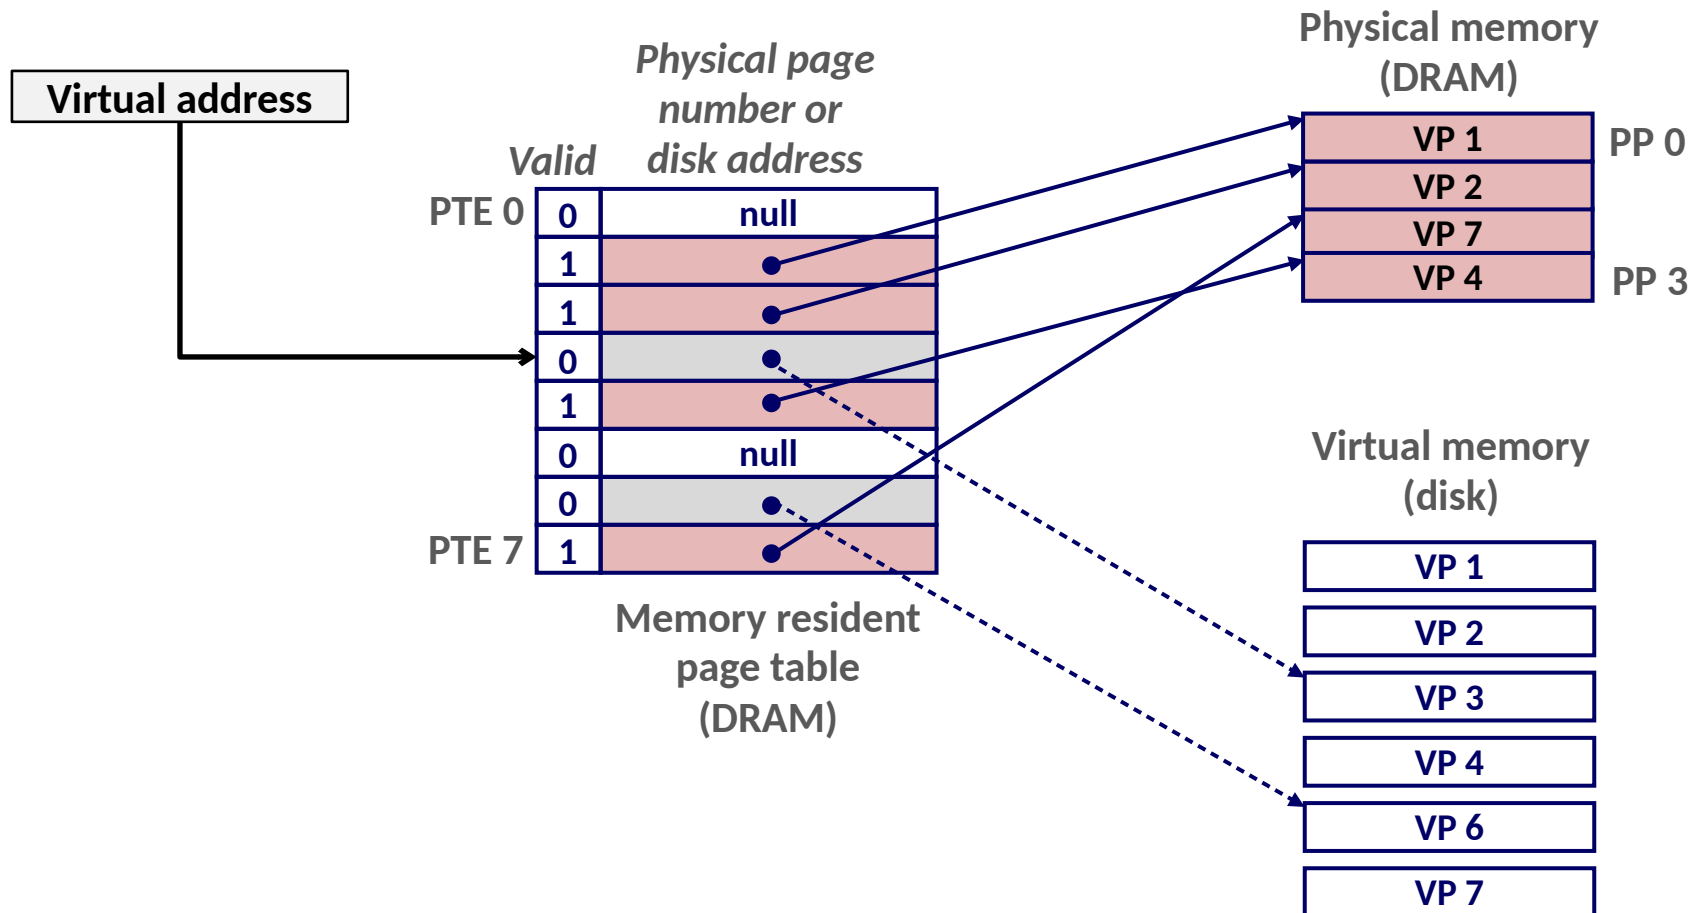 Virtual address
Physical page
number or
disk address
Valid
PTE 0
0
null
1
1
0
1
0
null
0
PTE 7
1
Memory resident
page table
(DRAM)
Physical memory
(DRAM)
VP 1
PP 0
VP 2
VP 7
VP 4
PP 3
Virtual memory
(disk)
VP 1
VP 2
VP 3
VP 4
VP 6
VP 7